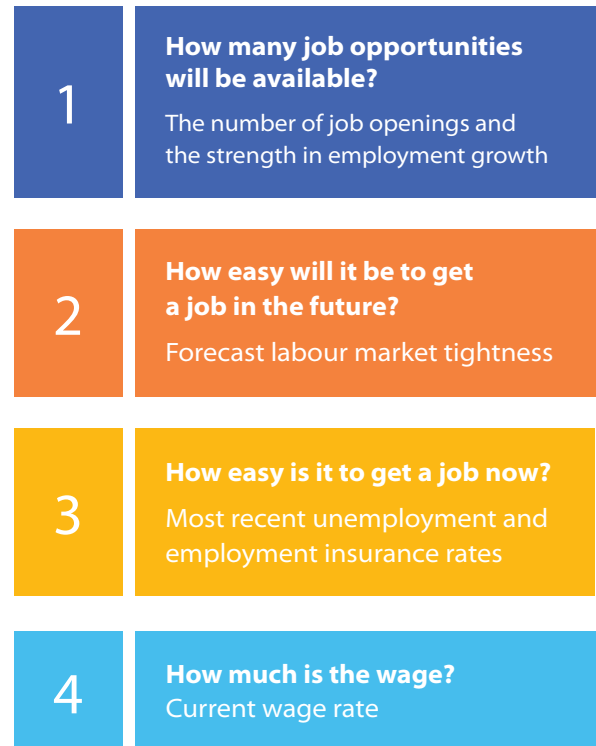 1
How many job opportunities
will be available?
The number of job openings and
the strength in employment growth
2
How easy will it be to get
a job in the future?
Forecast labour market tightness
3
How easy is it to get a job now?
Most recent unemployment and
employment insurance rates
4
How much is the wage?
Current wage rate